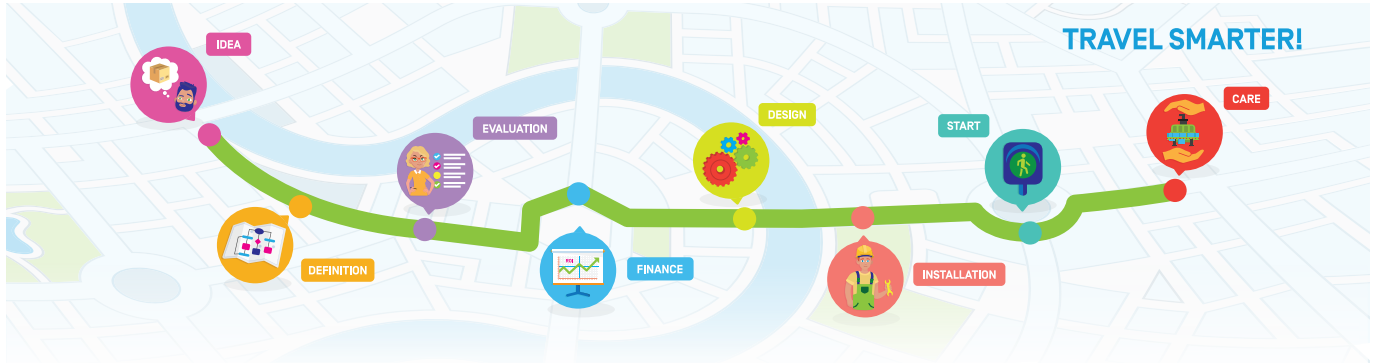 TRAVEL SMARTER!
IDEA
DEFINITION
EVALUATION
FINANCE
DESIGN
INSTALLATION
START
CARE